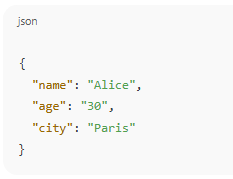 json
{
"name": "Alice",
"age": "30",
"city": "Paris"
}